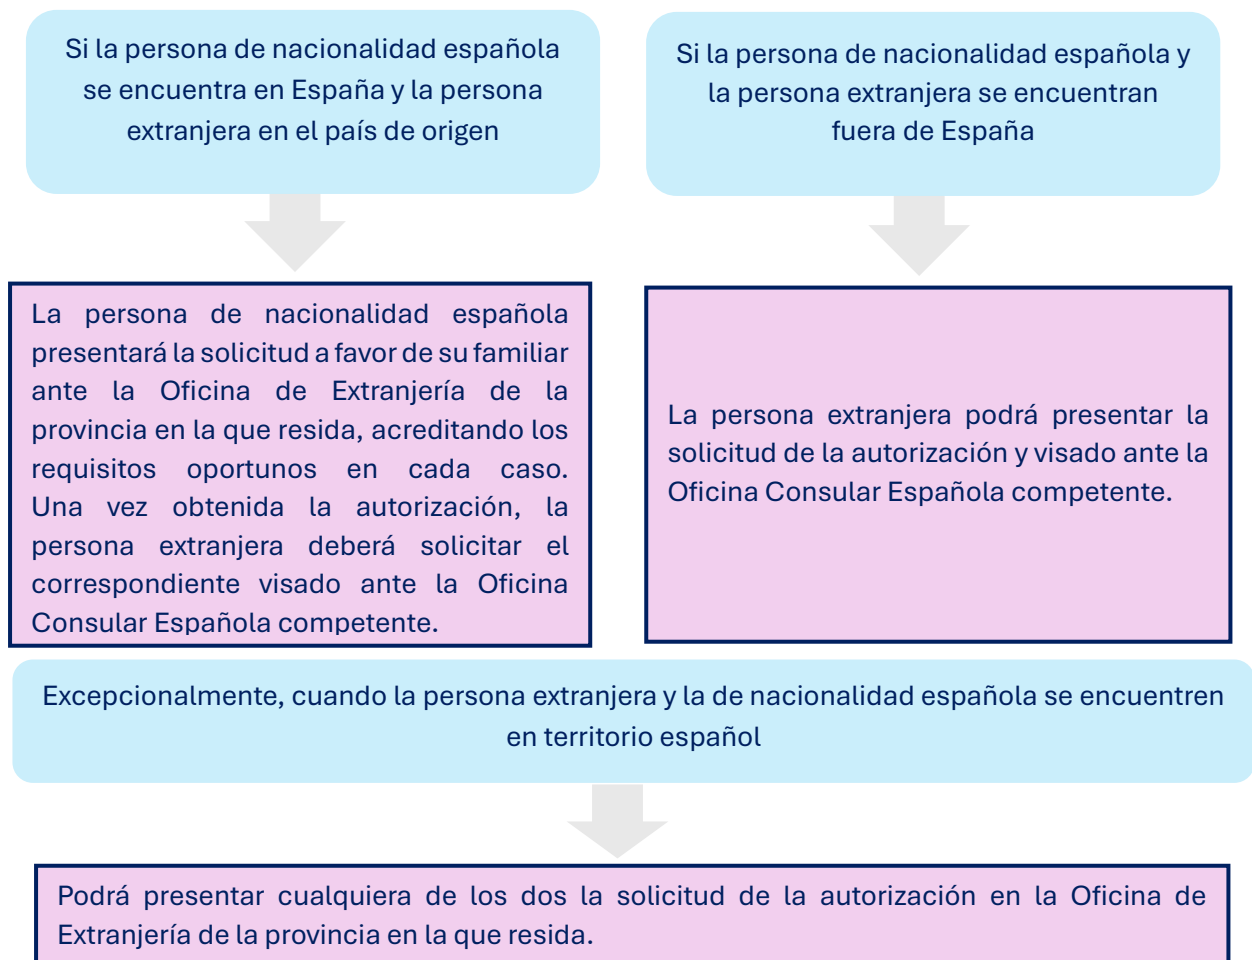 Si la persona de nacionalidad española
se encuentra en España y la persona
extranjera en el país de origen
Si la persona de nacionalidad española y
la persona extranjera se encuentran
fuera de España
La persona de nacionalidad española
presentará la solicitud a favor de su familiar
ante la Oficina de Extranjería de la
provincia en la que resida, acreditando los
requisitos oportunos en cada caso.
Una vez obtenida la autorización, la
persona extranjera deberá solicitar el
correspondiente visado ante la Oficina
Consular Española competente.
La persona extranjera podrá presentar la
solicitud de la autorización y visado ante la
Oficina Consular Española competente.
Excepcionalmente, cuando la persona extranjera y la de nacionalidad española se encuentren
en territorio español
Podrá presentar cualquiera de los dos la solicitud de la autorización en la Oficina de
Extranjería de la provincia en la que resida.